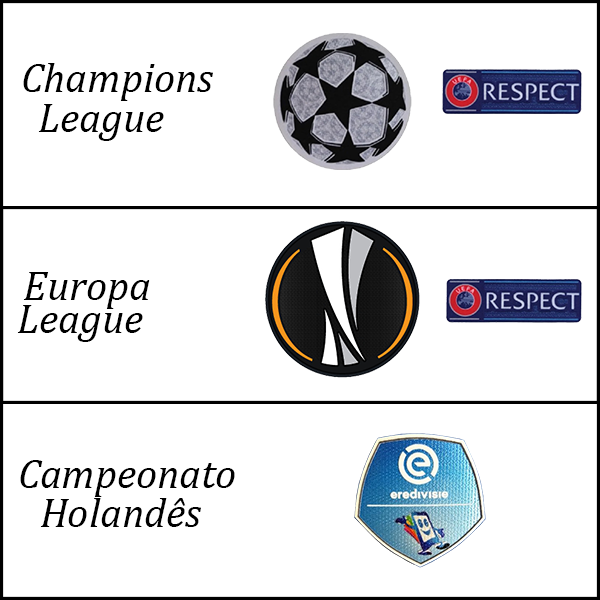 Champions
League
UEFA
RESPECT
Europa
League
UEFA
RESPECT
Campeonato
Holandês
eredivisie